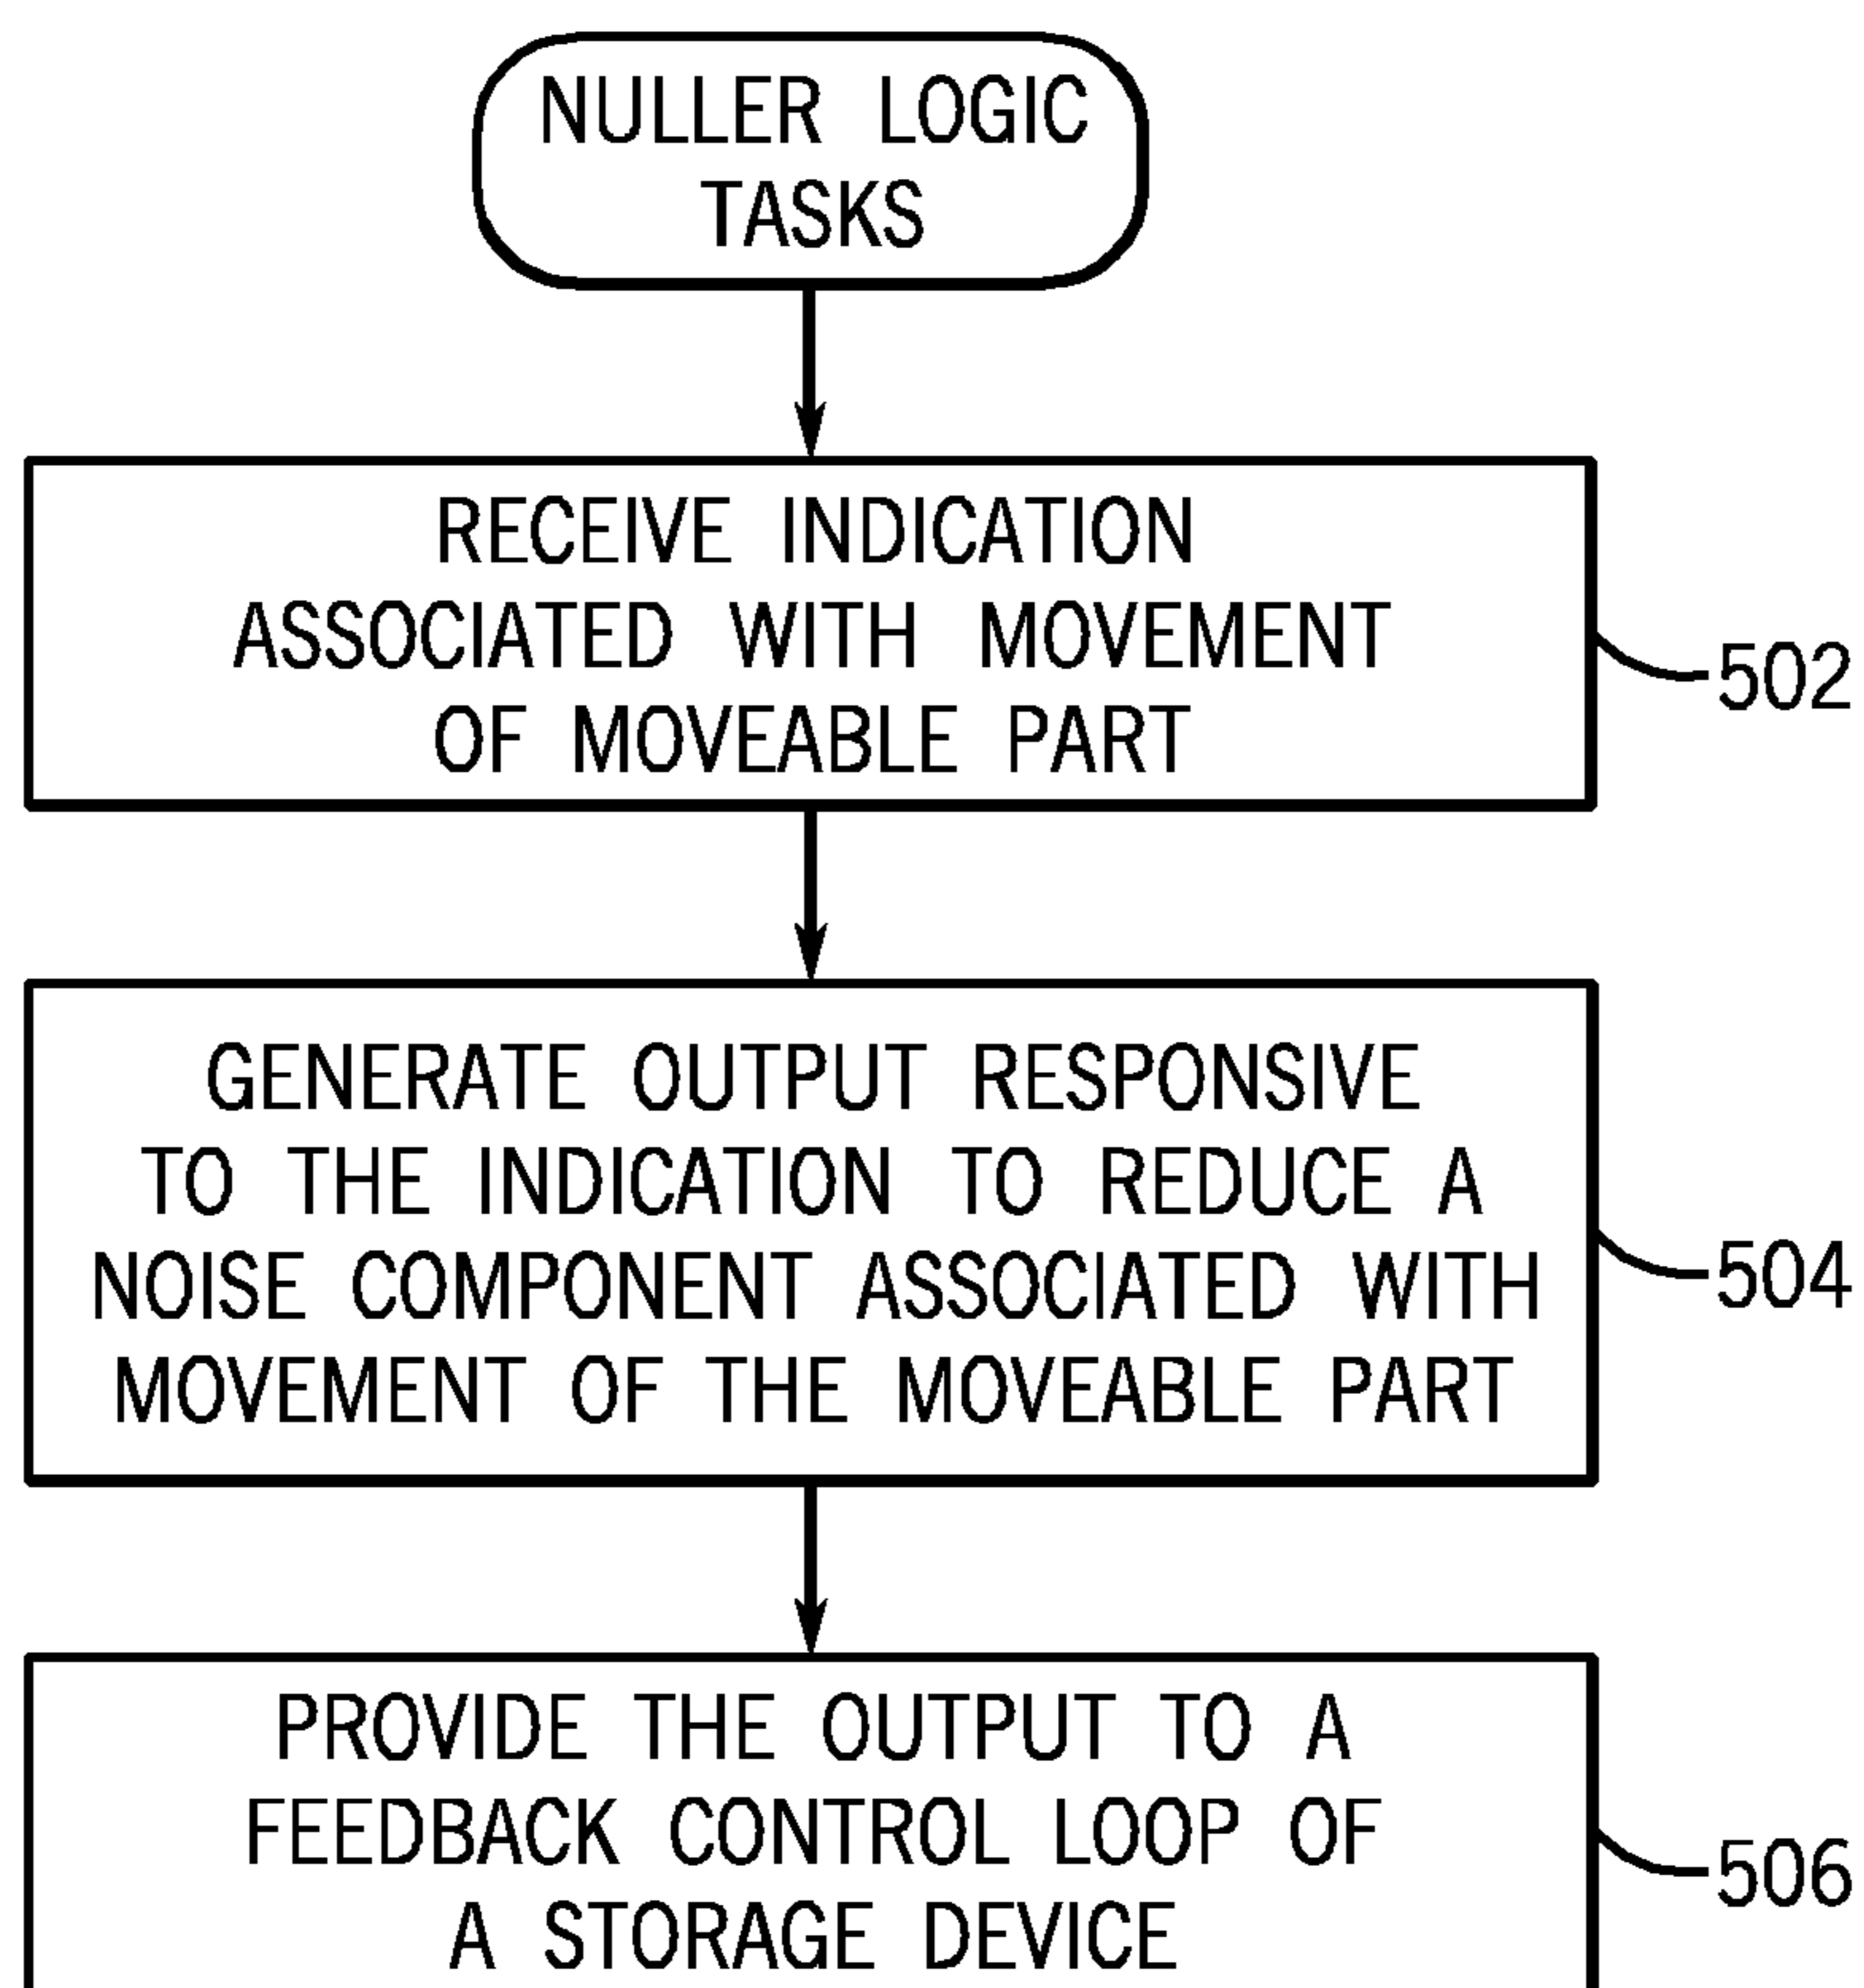 NULLER LOGIC
TASKS
RECEIVE INDICATION
ASSOCIATED WITH MOVEMENT
OF MOVEABLE PART
502
GENERATE OUTPUT RESPONSIVE
TO THE INDICATION TO REDUCE A
NOISE COMPONENT ASSOCIATED WITH
MOVEMENT OF THE MOVEABLE PART
504
PROVIDE THE OUTPUT TO A
FEEDBACK CONTROL LOOP OF
A STORAGE DEVICE
506